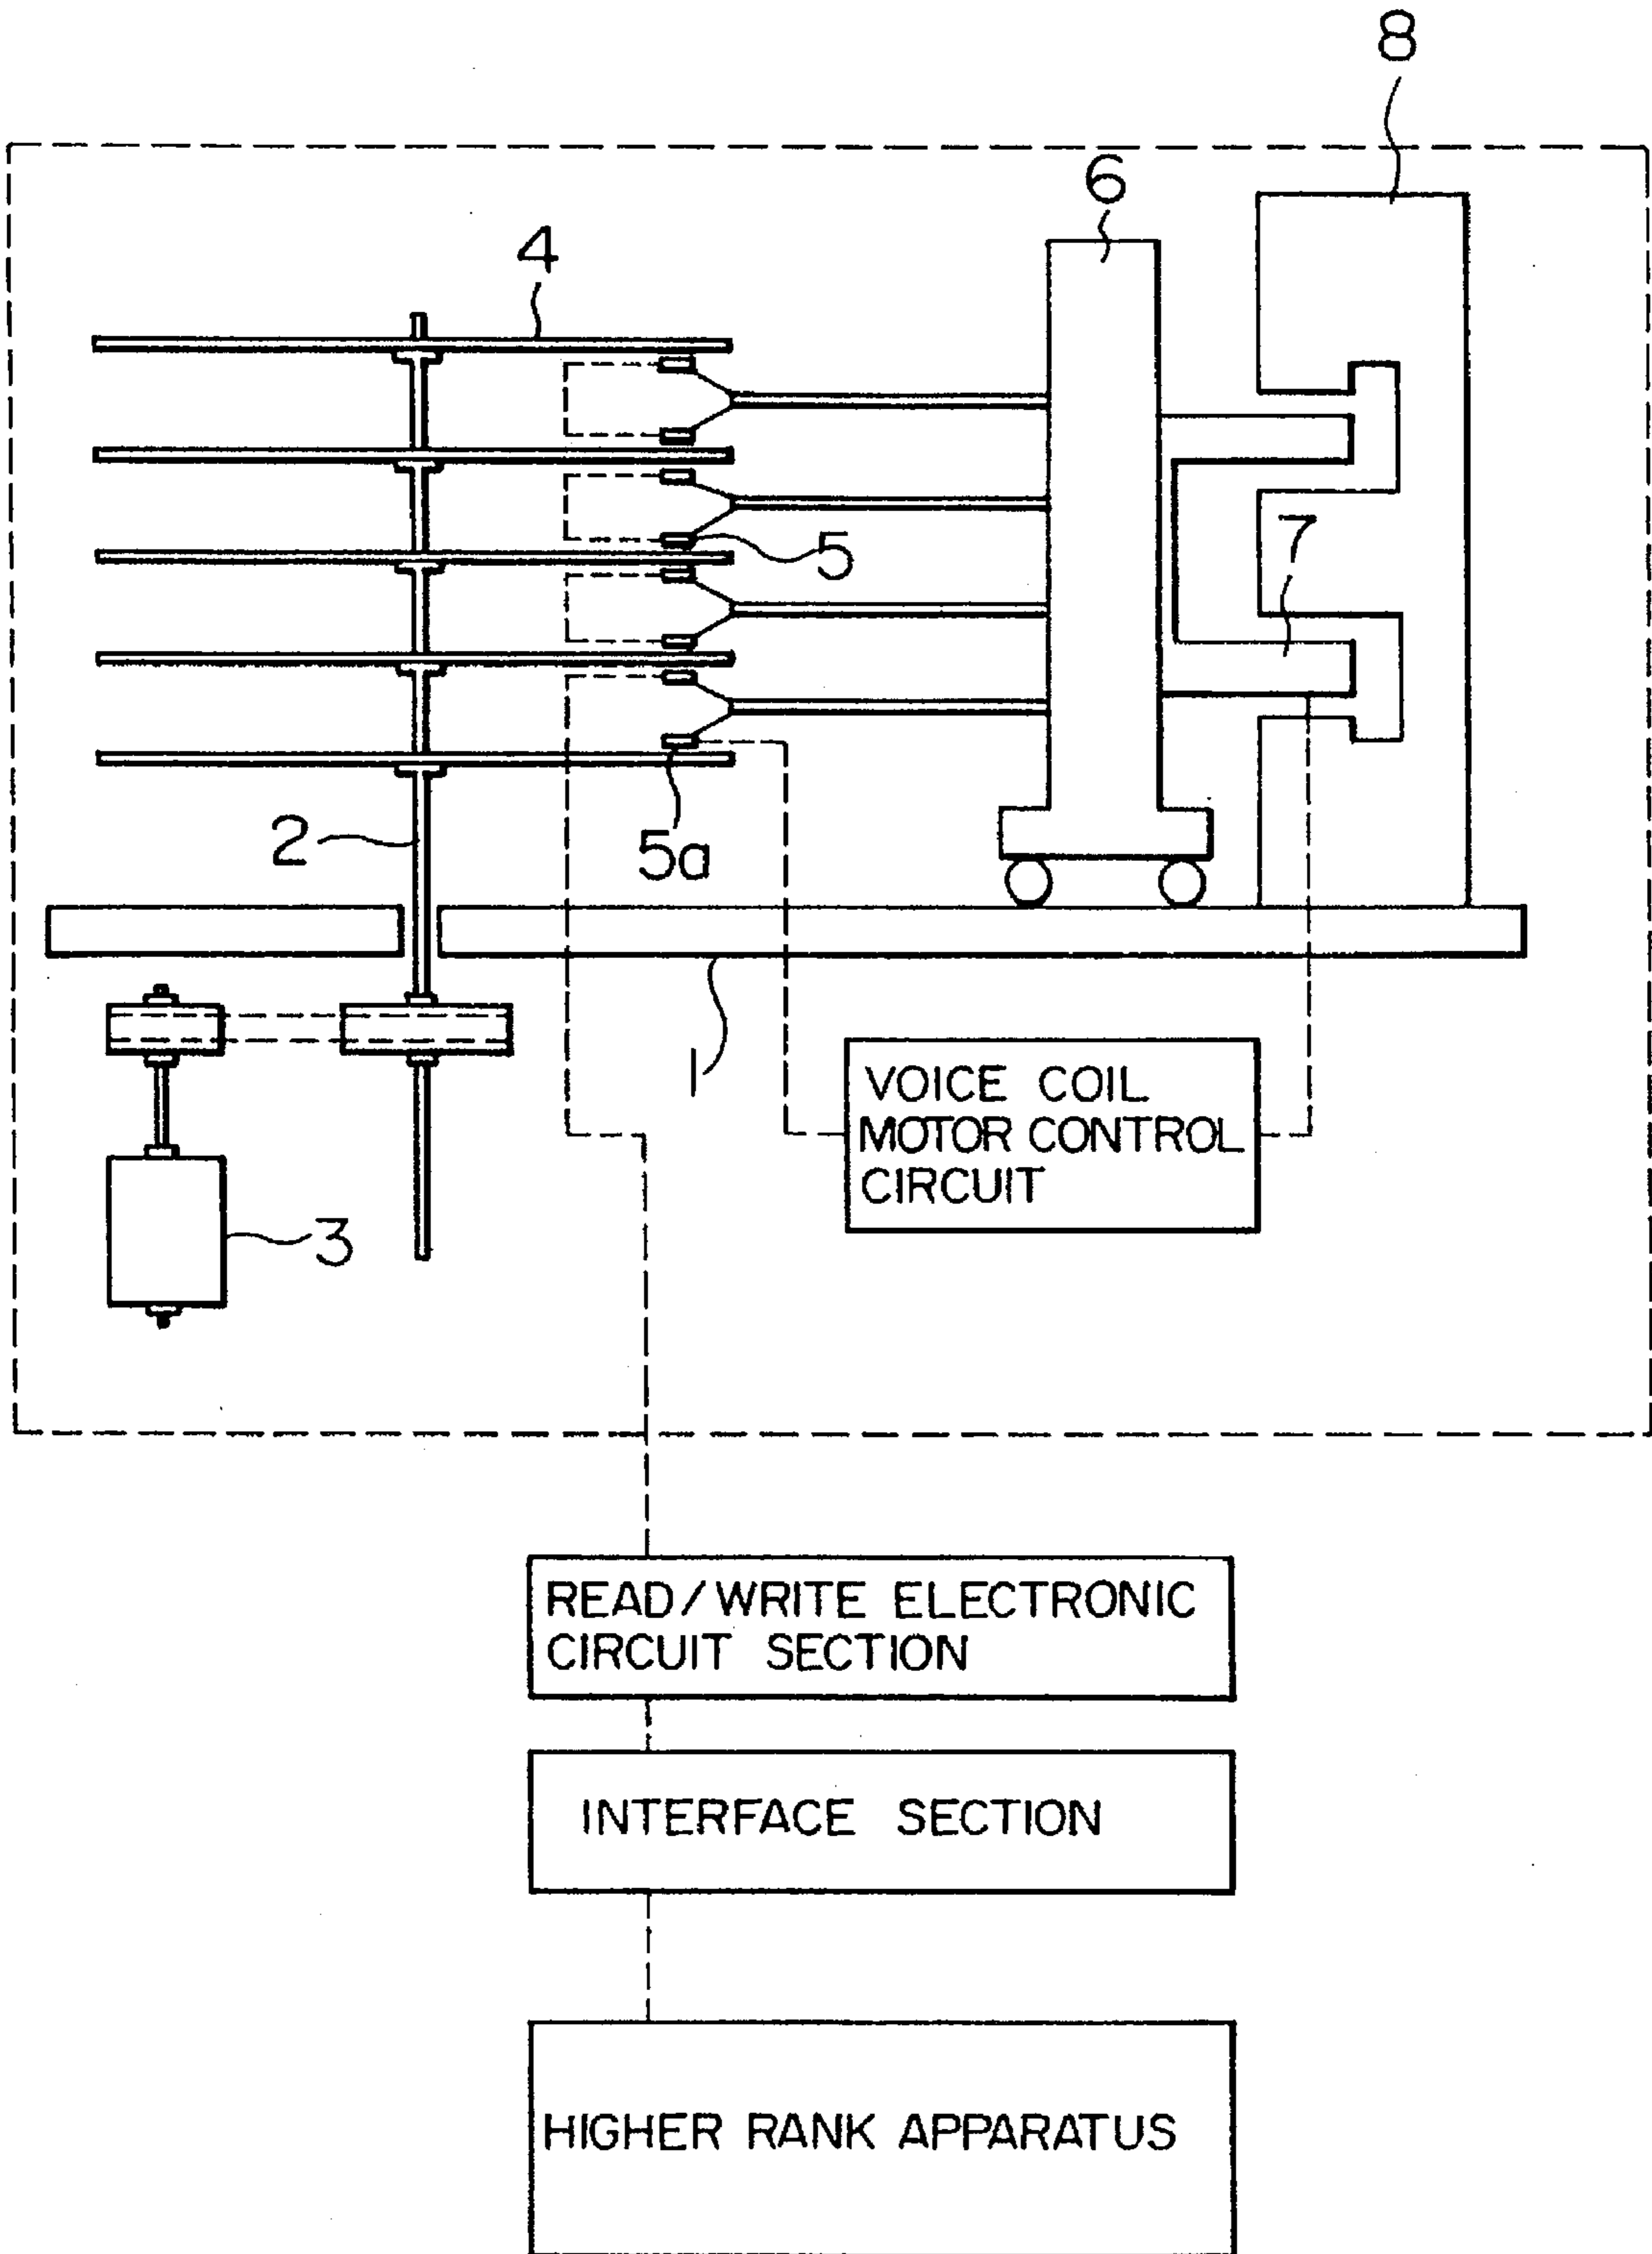 8
6
4
7
5
2
5a
1
VOICE COIL
MOTOR CONTROL
CIRCUIT
3
READ/WRITE ELECTRONIC
CIRCUIT SECTION
INTERFACE SECTION
HIGHER RANK APPARATUS